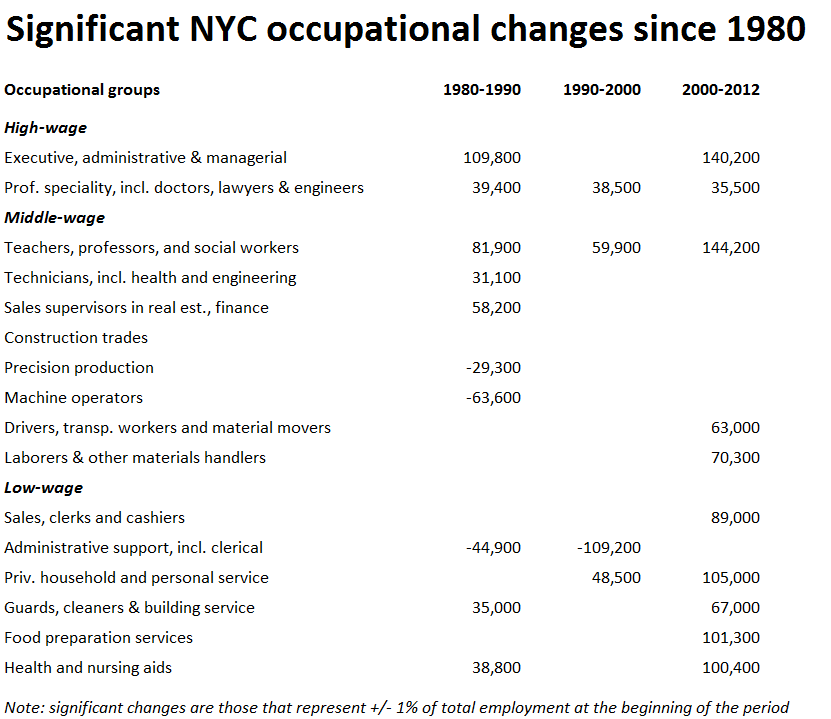 Significant NYC occupational changes since 1980
Occupational groups 1980-1990 1990-2000 2000-2012
High-wage
Executive, administrative & managerial 109,800 140,200
Prof. speciality, incl. doctors, lawyers & engineers 39,400 38,500 35,500
Middle-wage
Teachers, professors, and social workers 81,900 59,900 144,200
Technicians, incl. health and engineering 31,100
Sales supervisors in real est., finance 58,200
Construction trades
Precision production -29,300
Machine operators -63,600
Drivers, transp. workers and material movers 63,000
Laborers & other materials handlers 70,300
Low-wage
Sales, clerks and cashiers 89,000
Administrative support, incl. clerical -44,900 -109,200
Priv. household and personal service 48,500 105,000
Guards, cleaners & building service 35,000 67,000
Food preparation services 101,300
Health and nursing aids 38,800 100,400
Note: significant changes are those that represent +/- 1% of total employment at the beginning of the period